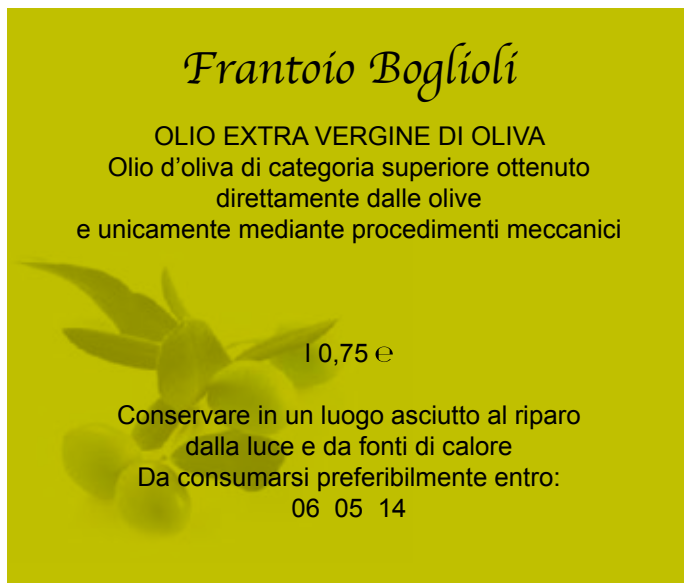 Frantoio Boglioli
OLIO EXTRA VERGINE DI OLIVA
Olio d’oliva di categoria superiore ottenuto
direttamente dalle olive
e unicamente mediante procedimenti meccanici
l 0,75 ℮
Conservare in un luogo asciutto al riparo
dalla luce e da fonti di calore
Da consumarsi preferibilmente entro:
06 05 14